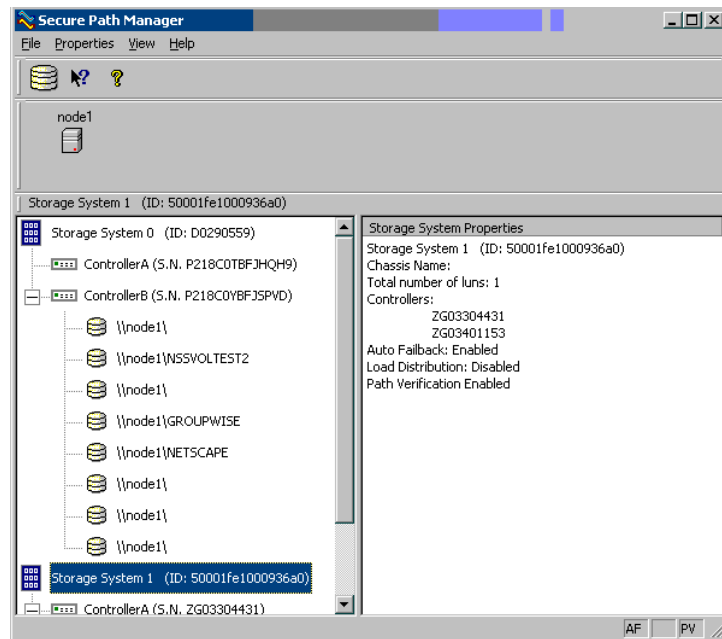 Secure Path Manager
File Properties View Help
node1
Storage System 1 (ID: 50001fe1000936a0)
Storage System 0 (ID: D0290559)
ControllerA (S.N. P218C0TBFJHQH9)
ControllerB (S.N. P218C0YBFJSPVD)
\\node1\
\\node1\NSSVOLTEST2
\\node1\
\\node1\GROUPWISE
\\node1\NETSCAPE
\\node1\
\\node1\
\\node1\
Storage System 1 (ID: 50001fe1000936a0)
ControllerA (S.N. ZG03304431)
Storage System Properties
Storage System 1 (ID: 50001fe1000936a0)
Chassis Name:
Total number of luns: 1
Controllers:
ZG03304431
ZG03401153
Auto Failback: Enabled
Load Distribution: Disabled
Path Verification Enabled
AF PV